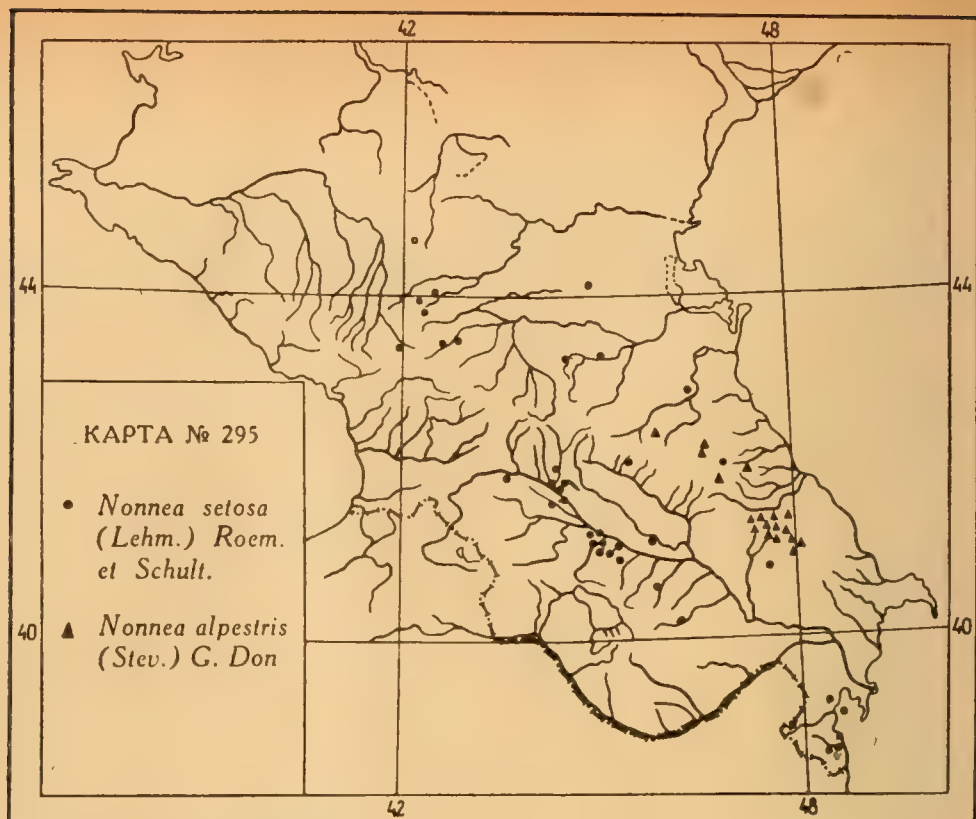 42 48
44 44
КАРТА № 295
Nonnea setosa
(Lehm.) Roem.
et Schult.
40 40
Nonnea alpestris
(Stev.) G. Don
42 48